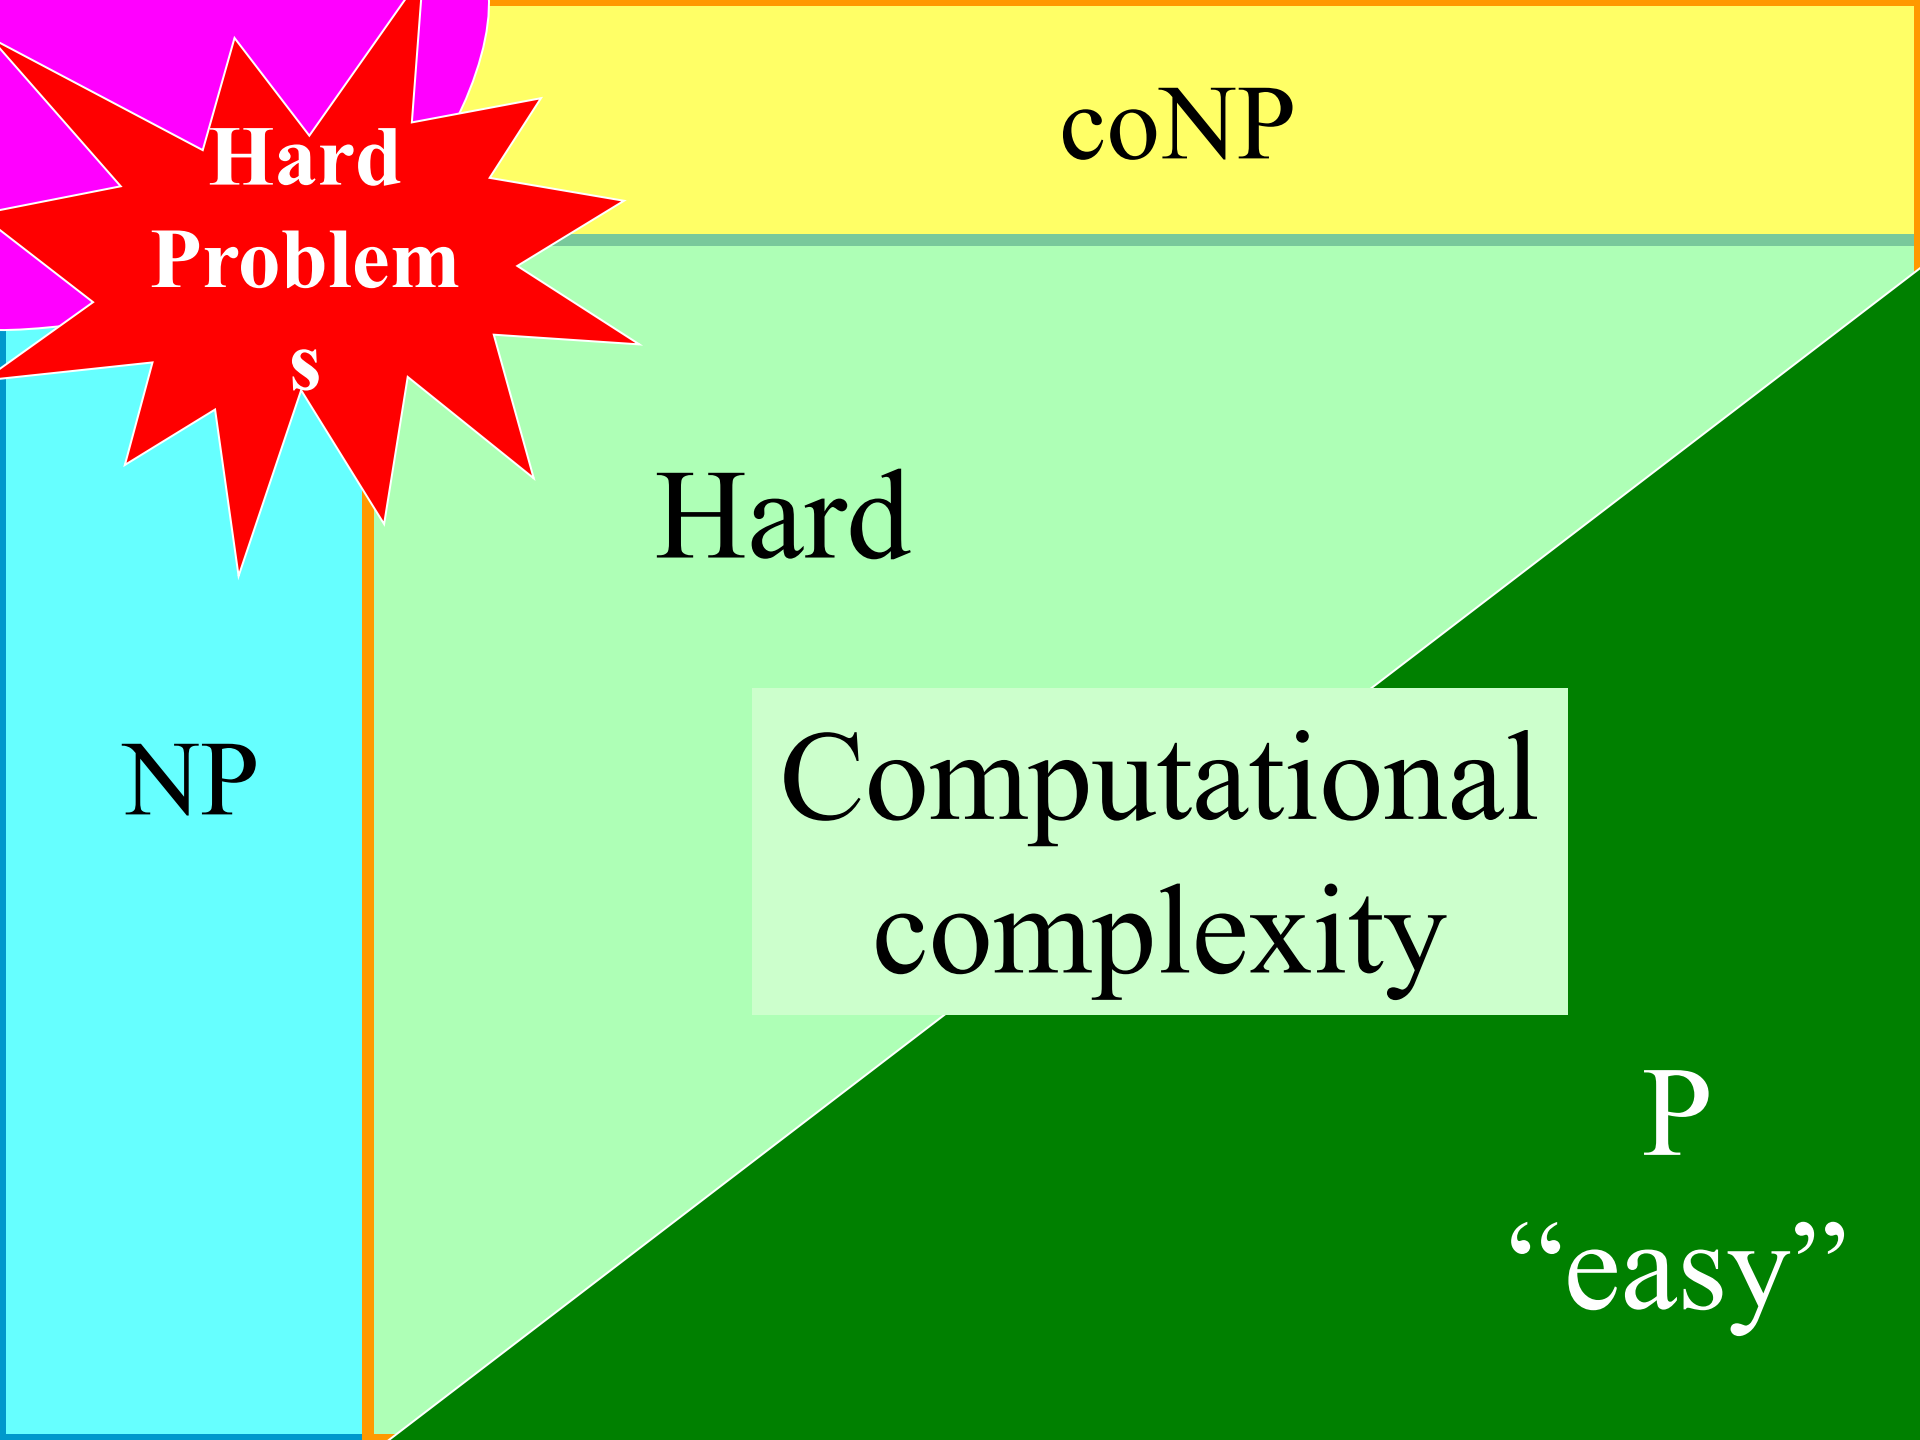 coNP
Hard
Problem
s
Hard
NP
Computational
complexity
P
“easy”